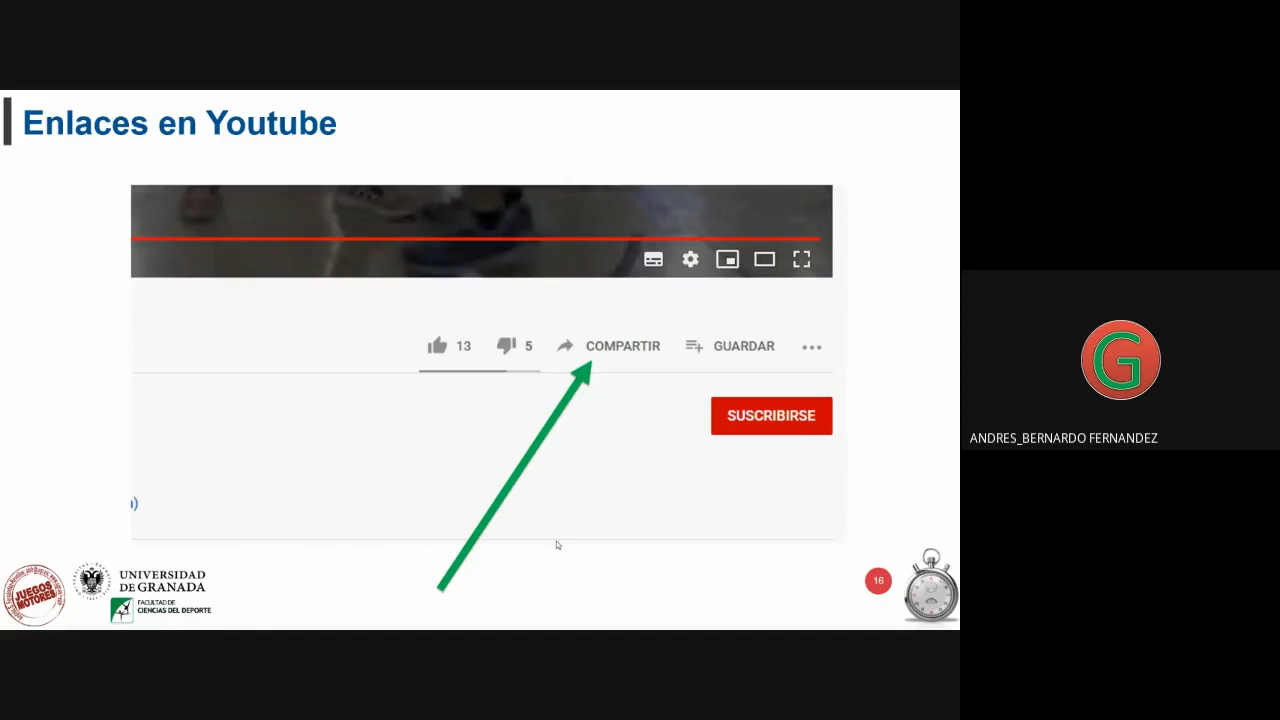 Enlaces en Youtube
13
5
COMPARTIR
GUARDAR
SUSCRIBIRSE
G
ANDRES_BERNARDO FERNANDEZ
JUEGOS
MOTORES
UNIVERSIDAD
DE GRANADA
FACULTAD DE
CIENCIAS DEL DEPORTE
16